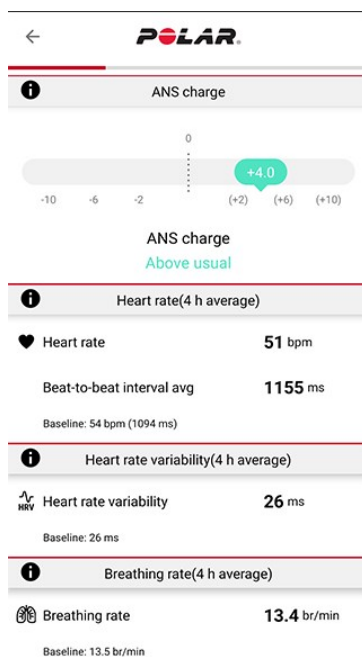 POLAR.
ANS charge
0
+4.0
-10 -6 -2 (+2) (+6) (+10)
ANS charge
Above usual
Heart rate(4 h average)
Heart rate 51 bpm
Beat-to-beat interval avg 1155 ms
Baseline: 54 bpm (1094 ms)
Heart rate variability(4 h average)
HRV Heart rate variability 26 ms
Baseline: 26 ms
Breathing rate(4 h average)
Breathing rate 13.4 br/min
Baseline: 13.5 br/min